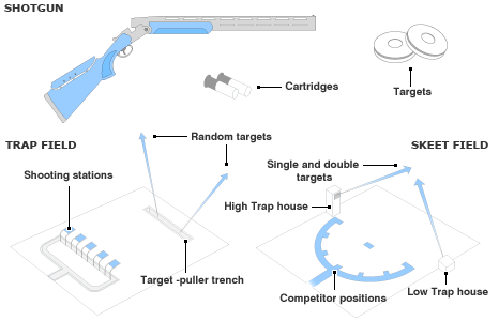 SHOTGUN
Cartridges
Targets
TRAP FIELD
Random targets
SKEET FIELD
Shooting stations
Single and double
targets
High Trap house
Target -puller trench
Competitor positions
Low Trap house